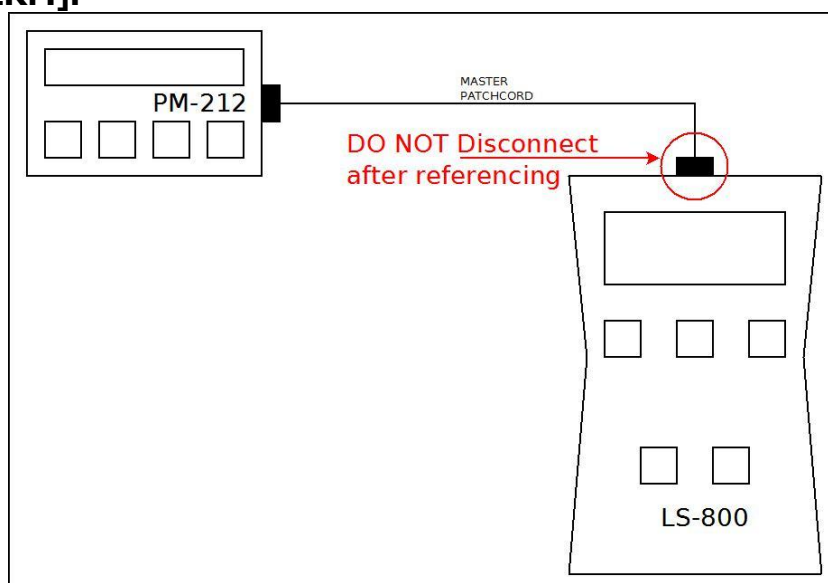 PM-212
MASTER
PATCHCORD
DO NOT Disconnect
after referencing
LS-800